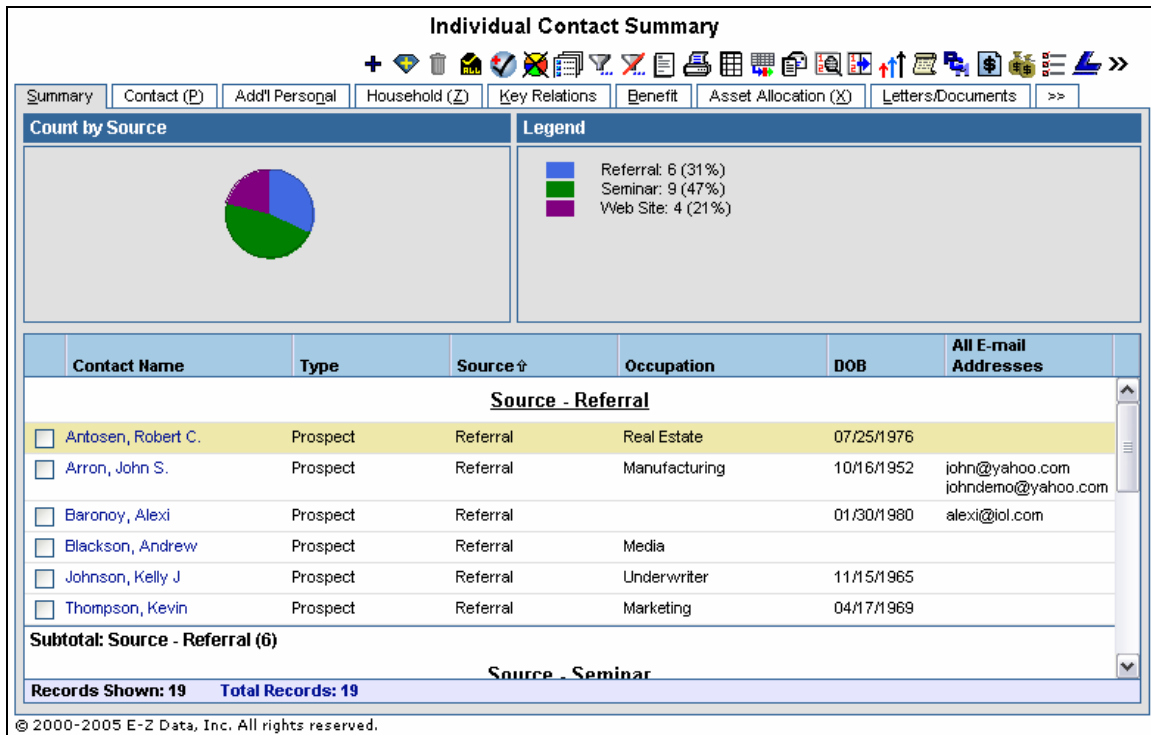 Individual Contact Summary
Summary Contact (P) Add'l Personal Household (Z) Key Relations Benefit Asset Allocation (X) Letters/Documents >>
Count by Source Legend
Referral: 6 (31%)
Seminar: 9 (47%)
Web Site: 4 (21%)
Contact Name Type Source⇧ Occupation DOB All E-mail Addresses
Source - Referral
Antosen, Robert C. Prospect Referral Real Estate 07/25/1976
Arron, John S. Prospect Referral Manufacturing 10/16/1952 john@yahoo.com
johndemo@yahoo.com
Baronoy, Alexi Prospect Referral 01/30/1980 alexi@iol.com
Blackson, Andrew Prospect Referral Media
Johnson, Kelly J Prospect Referral Underwriter 11/15/1965
Thompson, Kevin Prospect Referral Marketing 04/17/1969
Subtotal: Source - Referral (6)
Source - Seminar
Records Shown: 19 Total Records: 19
© 2000-2005 E-Z Data, Inc. All rights reserved.